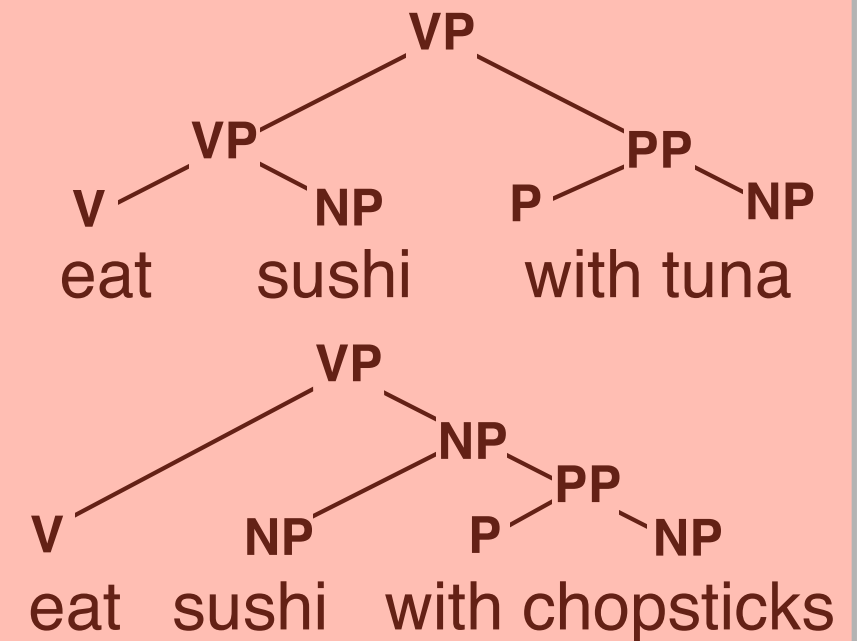 VP
VP PP
V NP P NP
eat sushi with tuna
VP
NP
PP
V NP P NP
eat sushi with chopsticks